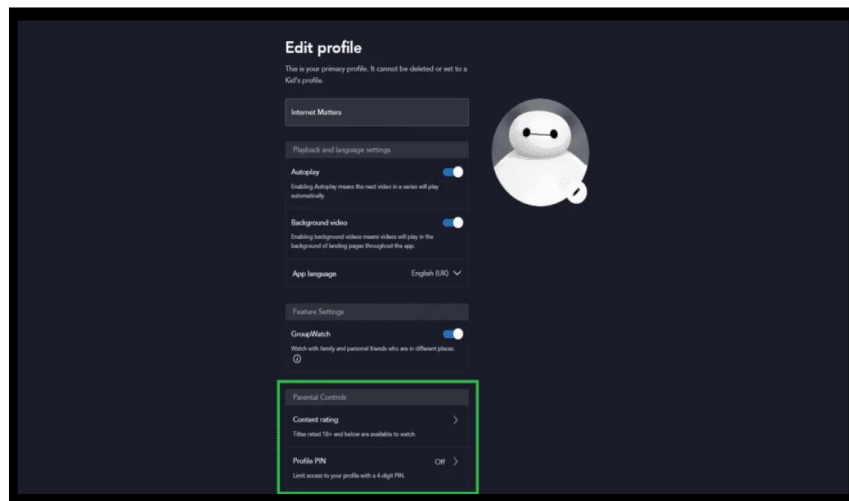 Edit profile
This is your primary profile. It cannot be deleted or set to a
Kid's profile.
Internet Matters
Playback and language settings
Autoplay
Enabling Autoplay means the next video in a series will play
automatically.
Background video
Enabling background videos means videos will play in the
background of landing pages throughout the app.
App language English (UK)
Feature Settings
GroupWatch
Watch with family and personal friends who are in different places.
Parental Controls
Content rating
Titles rated 18+ and below are available to watch.
Profile PIN Off
Limit access to your profile with a 4-digit PIN.